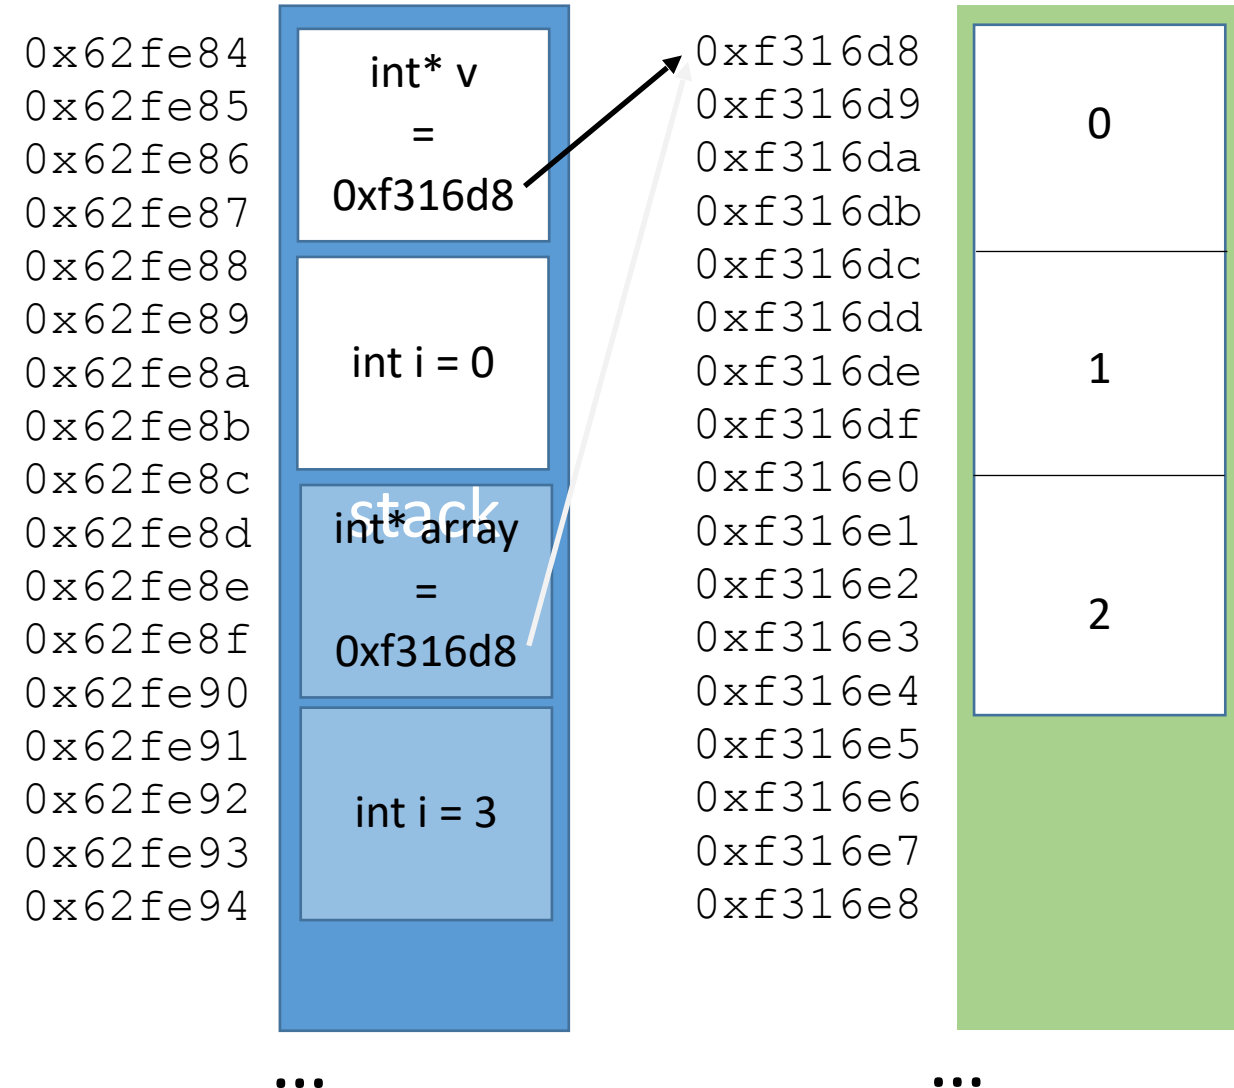 0x62fe84
0x62fe85
0x62fe86
0x62fe87
0x62fe88
0x62fe89
0x62fe8a
0x62fe8b
0x62fe8c
0x62fe8d
0x62fe8e
0x62fe8f
0x62fe90
0x62fe91
0x62fe92
0x62fe93
0x62fe94
int* v
=
0xf316d8
int i = 0
stack
int* array
=
0xf316d8
int i = 3
...
0xf316d8
0xf316d9
0xf316da
0xf316db
0xf316dc
0xf316dd
0xf316de
0xf316df
0xf316e0
0xf316e1
0xf316e2
0xf316e3
0xf316e4
0xf316e5
0xf316e6
0xf316e7
0xf316e8
0
1
2
...